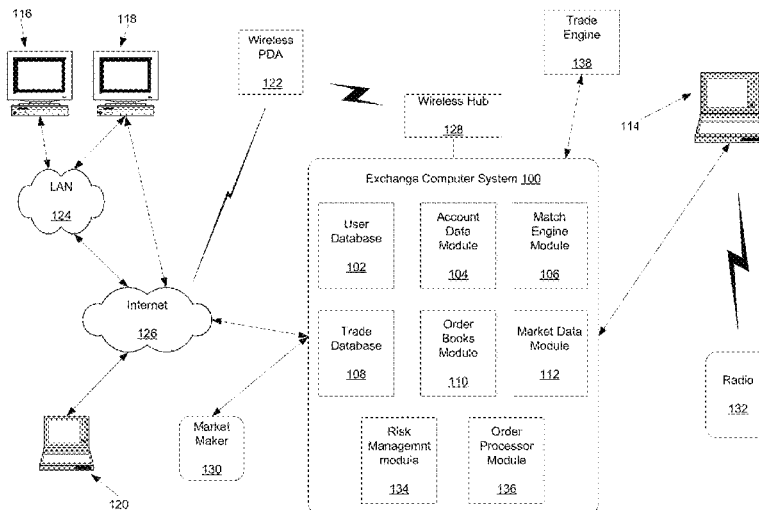 116
118
Wireless
PDA
122
Trade
Engine
138
Wireless Hub
128
114
LAN
124
Exchange Computer System 100
User
Database
102
Account
Data
Module
104
Match
Engine
Module
106
Internet
126
Trade
Database
108
Order
Books
Module
110
Market Data
Module
112
Radio
132
Market
Maker
130
Risk
Managemnt
module
134
Order
Processor
Module
136
120